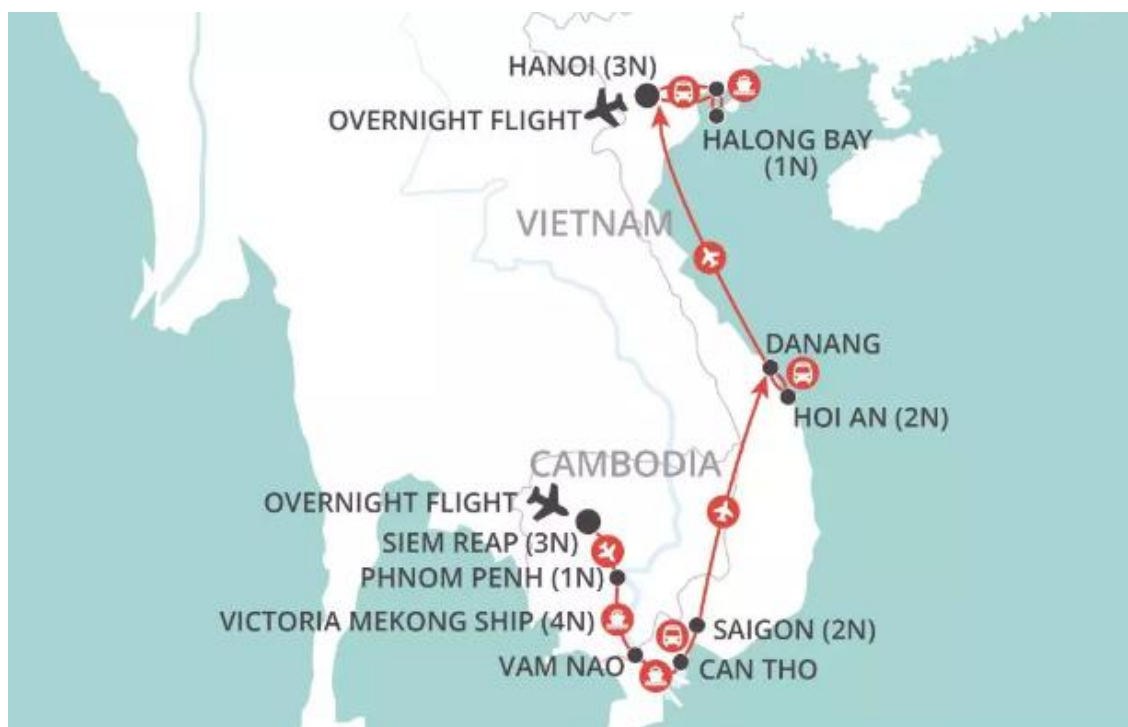 HANOI (3N)
OVERNIGHT FLIGHT
HALONG BAY
(1N)
VIETNAM
DANANG
HOI AN (2N)
CAMBODIA
OVERNIGHT FLIGHT
SIEM REAP (3N)
PHNOM PENH (1N)
VICTORIA MEKONG SHIP (4N)
SAIGON (2N)
VAM NAO
CAN THO